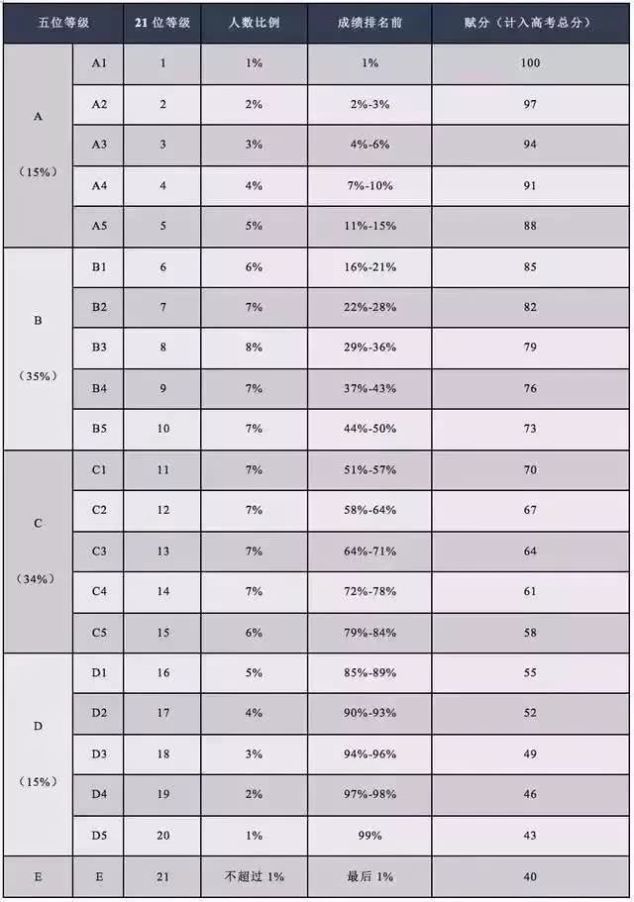 五位等级 21 位等级 人数比例 成绩排名前 赋分（计入高考总分）
A
（15%）
A1 1 1% 1% 100
A2 2 2% 2%-3% 97
A3 3 3% 4%-6% 94
A4 4 4% 7%-10% 91
A5 5 5% 11%-15% 88
B
（35%）
B1 6 6% 16%-21% 85
B2 7 7% 22%-28% 82
B3 8 8% 29%-36% 79
B4 9 7% 37%-43% 76
B5 10 7% 44%-50% 73
C
（34%）
C1 11 7% 51%-57% 70
C2 12 7% 58%-64% 67
C3 13 7% 64%-71% 64
C4 14 7% 72%-78% 61
C5 15 6% 79%-84% 58
D
（15%）
D1 16 5% 85%-89% 55
D2 17 4% 90%-93% 52
D3 18 3% 94%-96% 49
D4 19 2% 97%-98% 46
D5 20 1% 99% 43
E E 21 不超过 1% 最后 1% 40